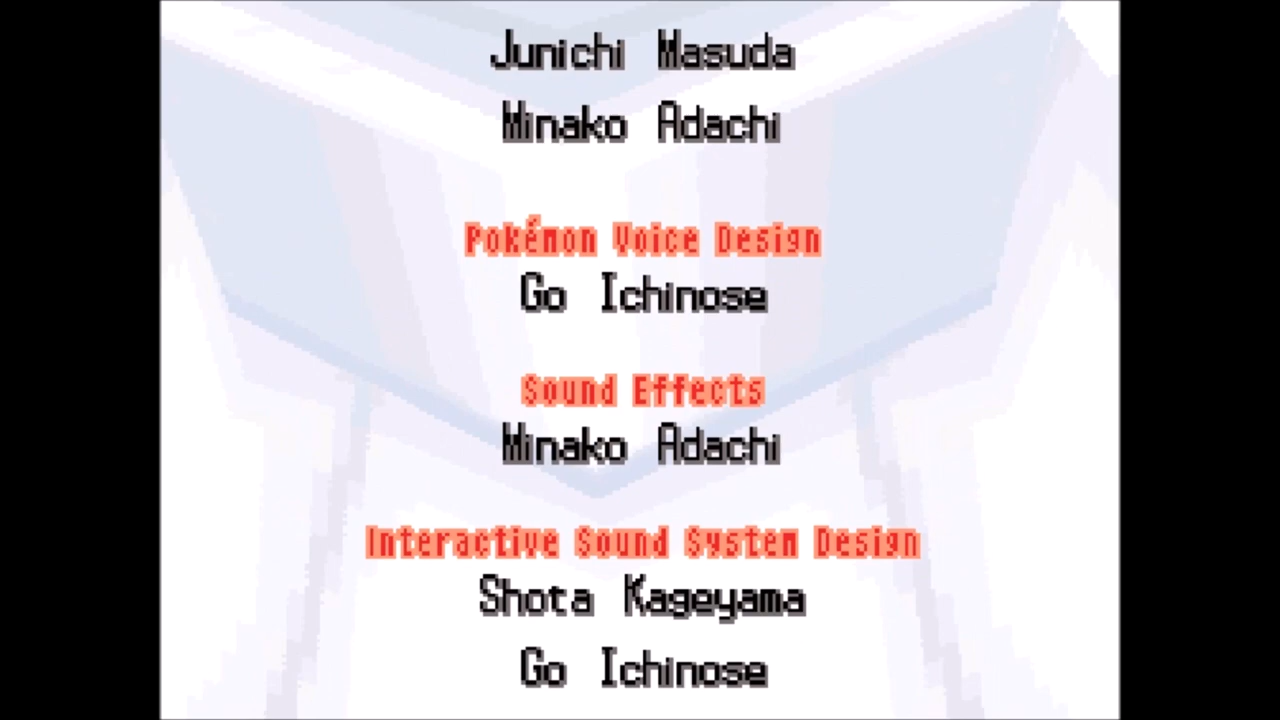 Junichi Masuda
Minako Adachi
Pokémon Voice Design
Go Ichinose
Sound Effects
Minako Adachi
Interactive Sound System Design
Shota Kageyama
Go Ichinose